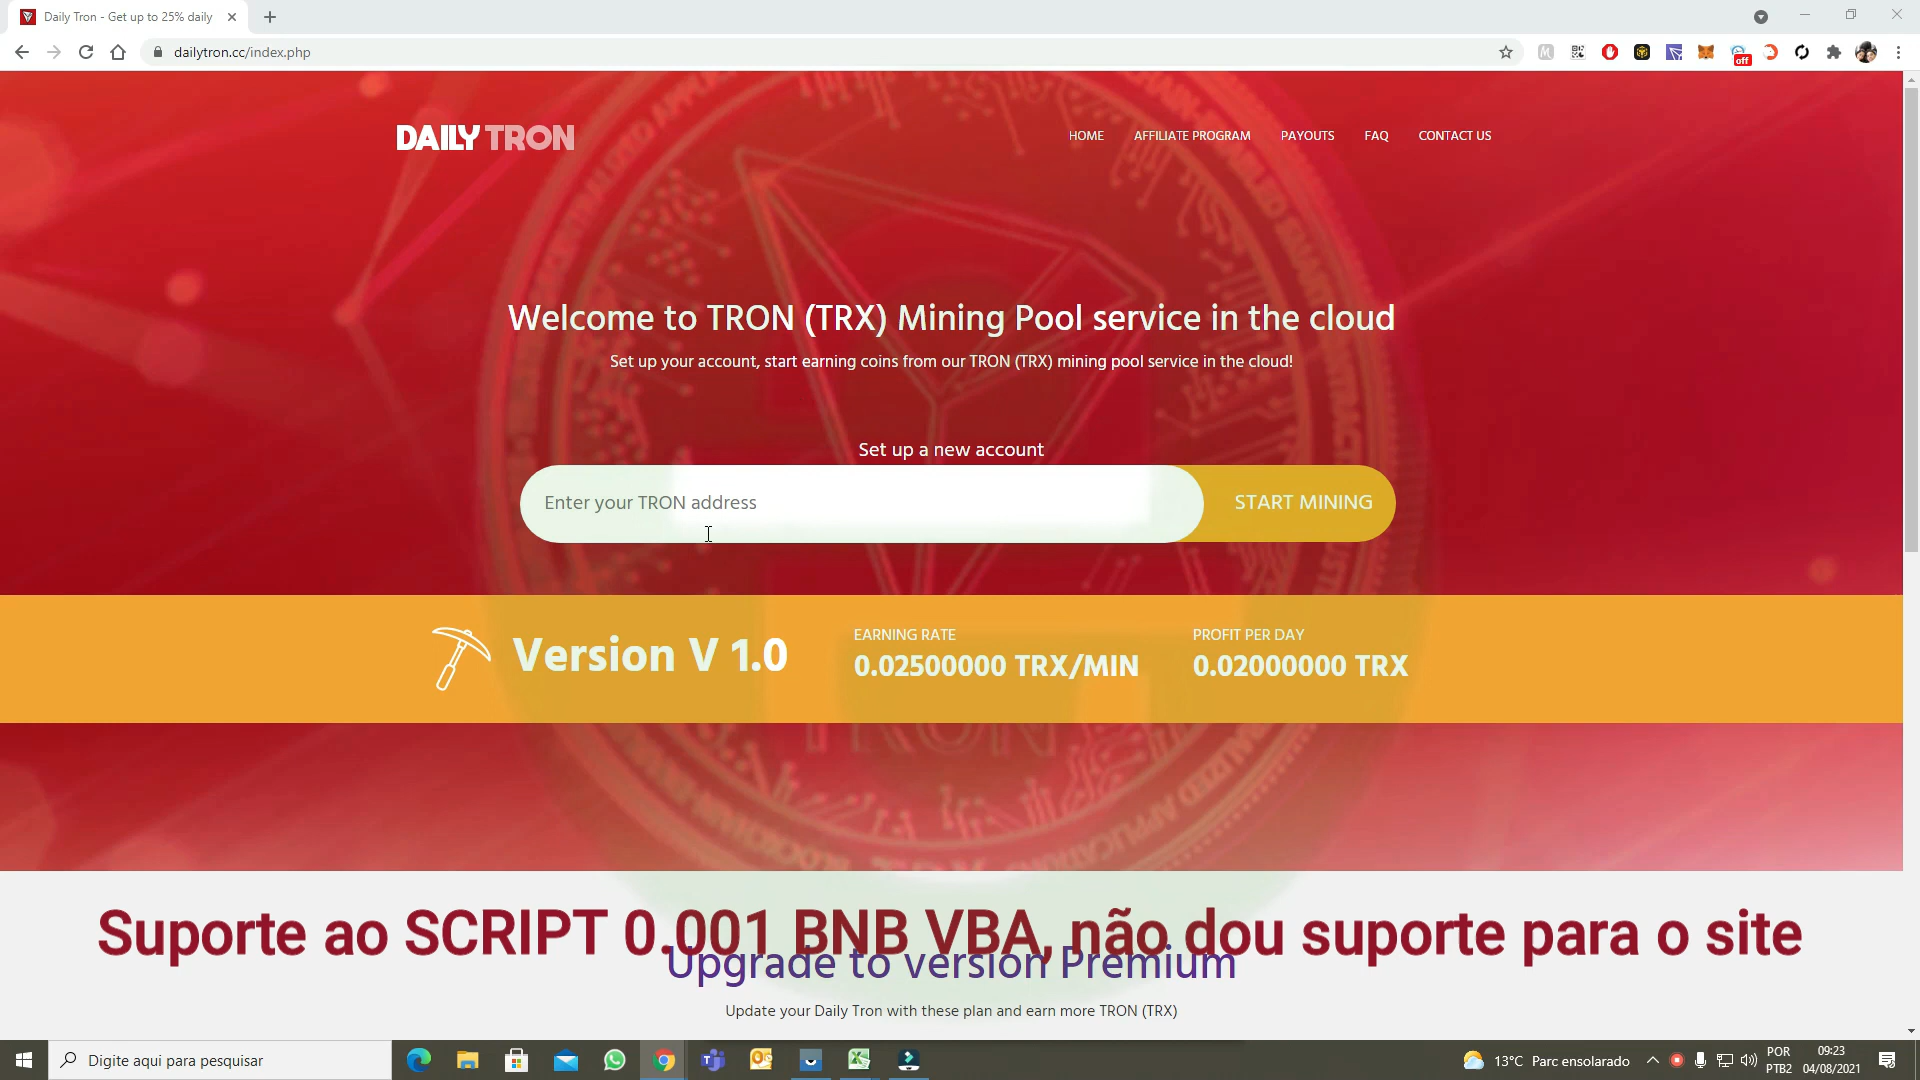 Daily Tron - Get up to 25% daily
dailytron.cc/index.php
off
DAILY TRON
HOME
AFFILIATE PROGRAM
PAYOUTS
FAQ
CONTACT US
Welcome to TRON (TRX) Mining Pool service in the cloud
Set up your account, start earning coins from our TRON (TRX) mining pool service in the cloud!
Set up a new account
Enter your TRON address
START MINING
Version V 1.0
EARNING RATE
0.02500000 TRX/MIN
PROFIT PER DAY
0.02000000 TRX
TRON
Suporte ao SCRIPT 0.001 BNB VBA, não dou suporte para o site
Upgrade to version Premium
Update your Daily Tron with these plan and earn more TRON (TRX)
Digite aqui para pesquisar
13°C Parc ensolarado
POR
PTB2
09:23
04/08/2021